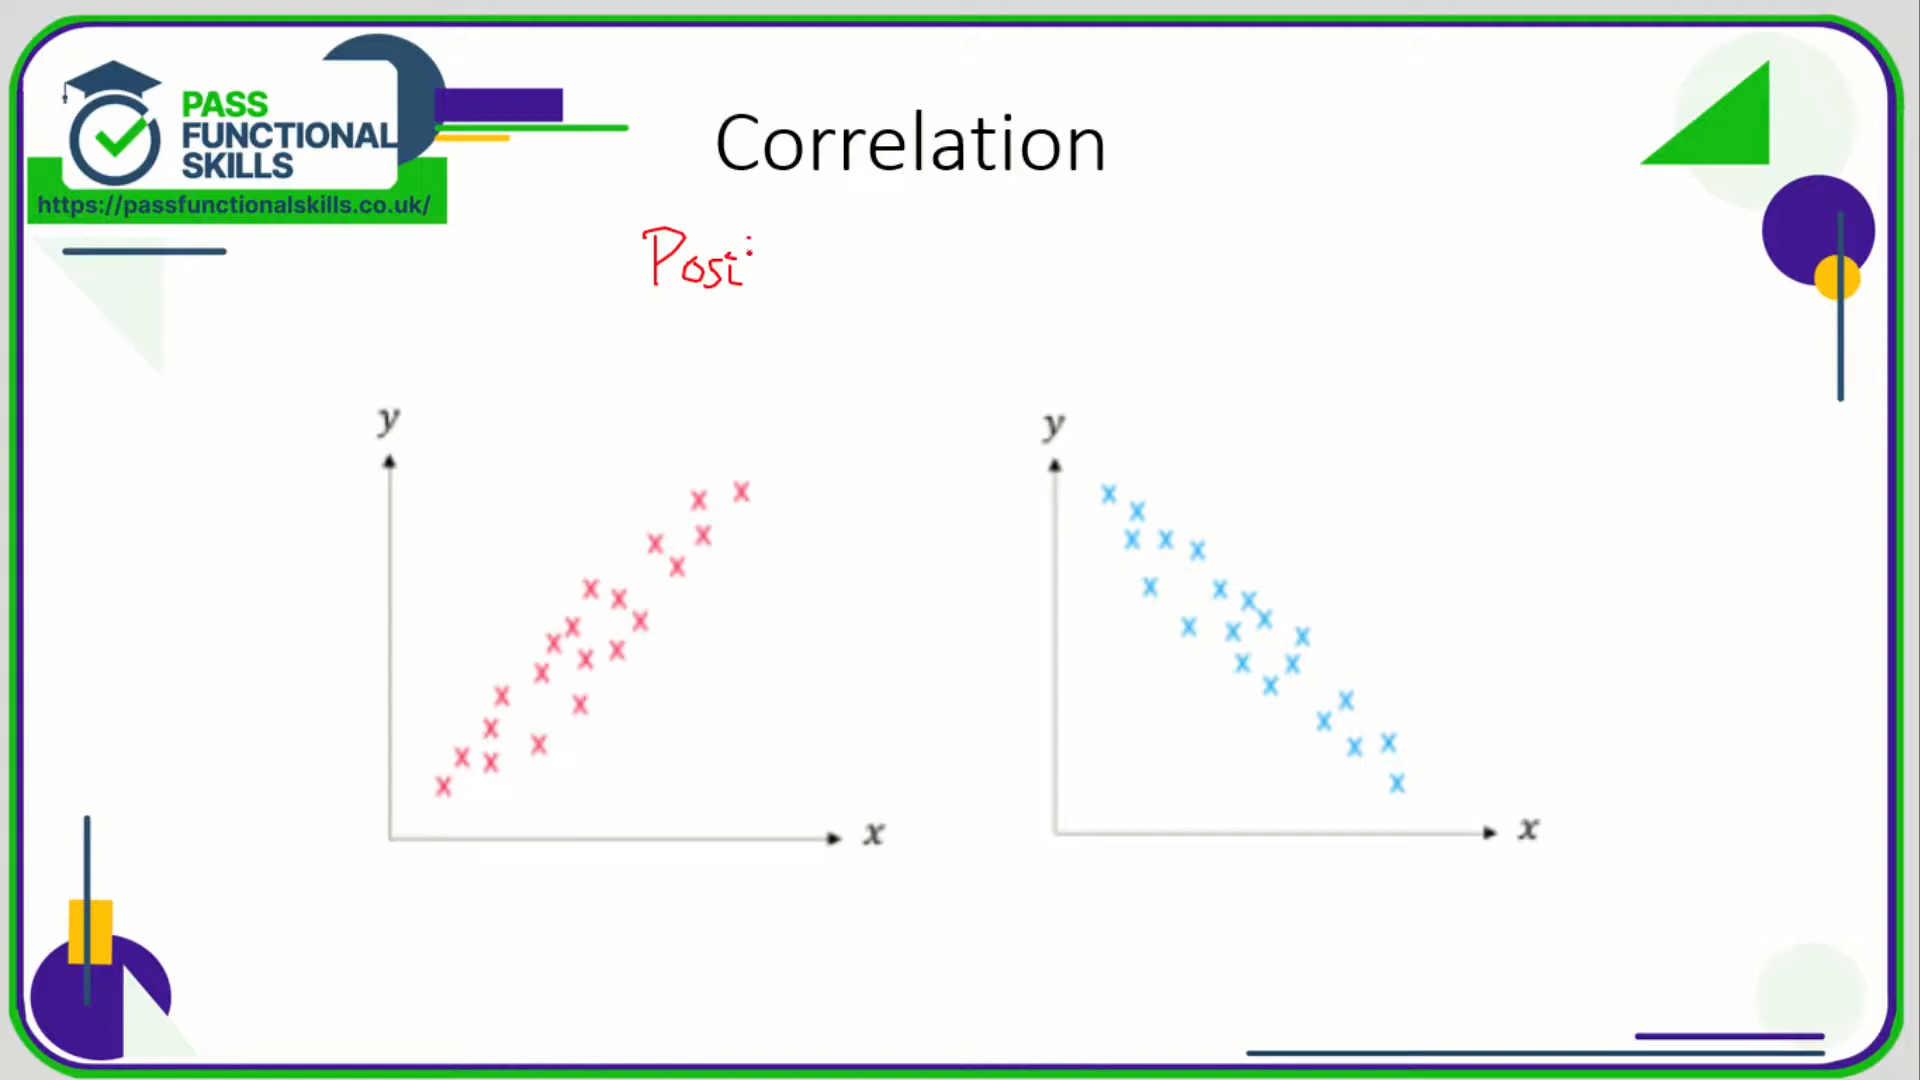 PASS
FUNCTIONAL
SKILLS
https://passfunctionalskills.co.uk/
Correlation
Posi
y
x
y
x